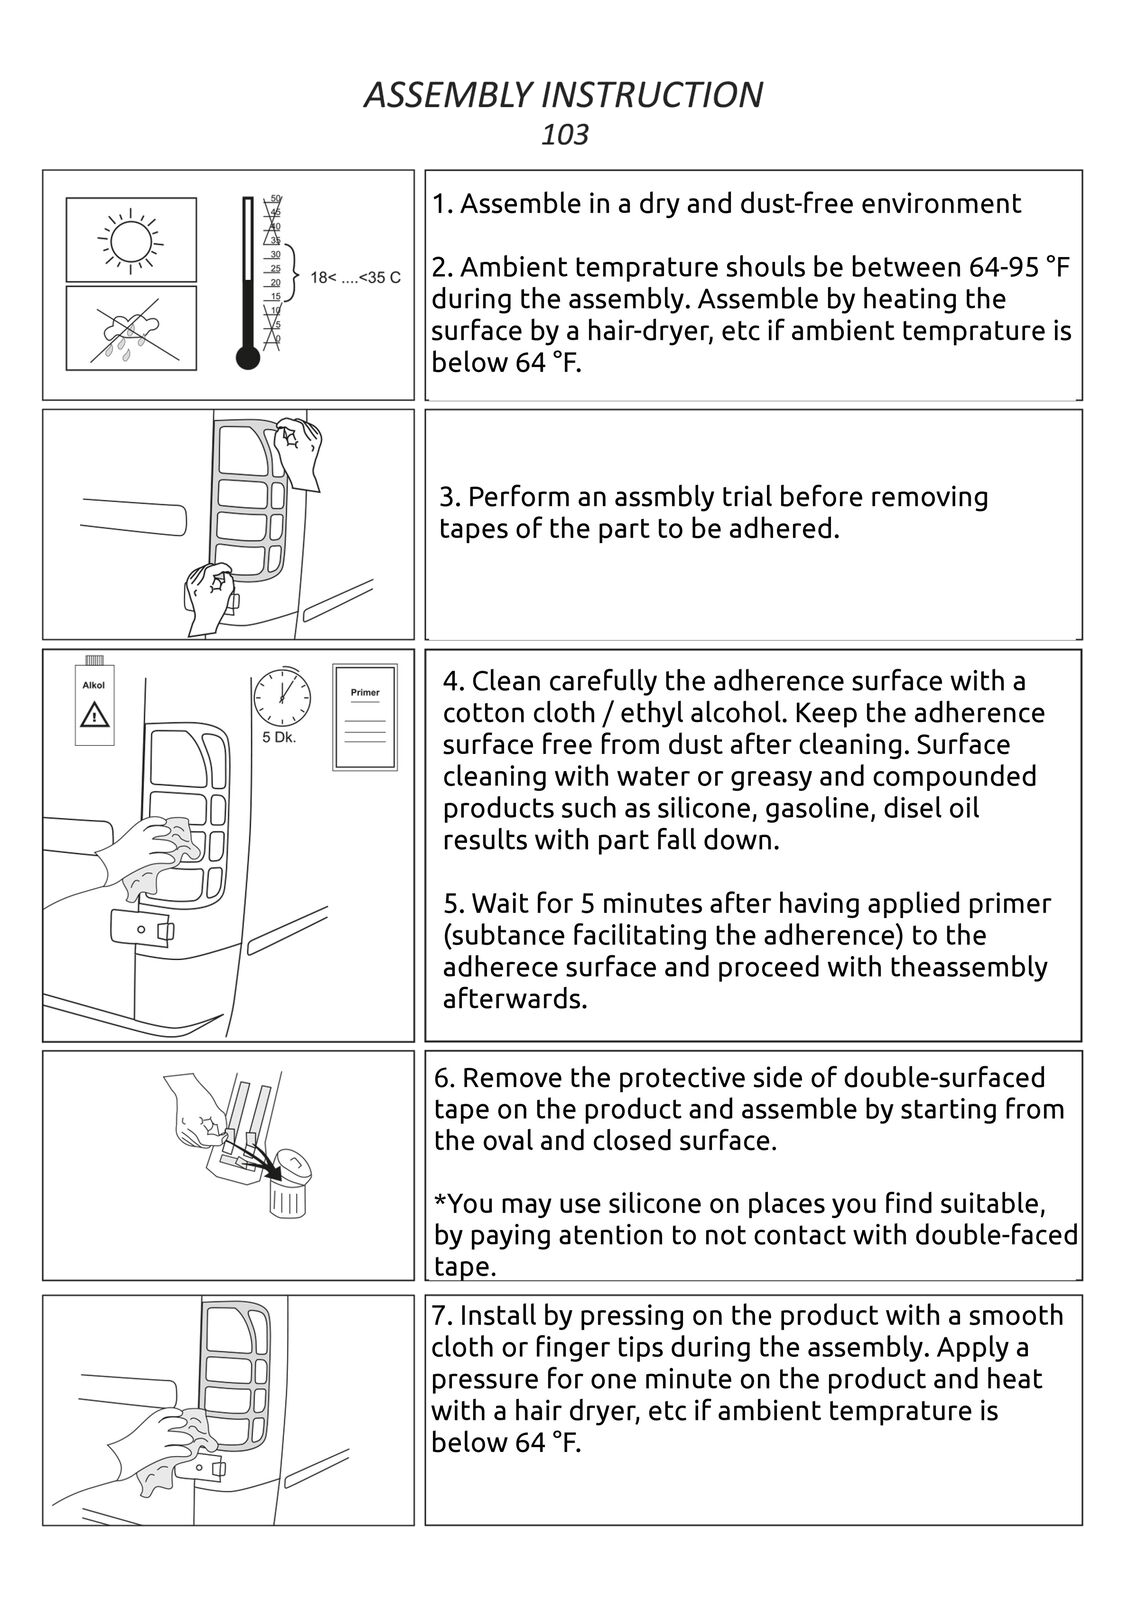 ASSEMBLY INSTRUCTION
103
50
45
40
35
30
25
20
15
10
5
0
18< ....<35 C
1. Assemble in a dry and dust-free environment
2. Ambient temprature shouls be between 64-95 °F
during the assembly. Assemble by heating the
surface by a hair-dryer, etc if ambient temprature is
below 64 °F.
3. Perform an assmbly trial before removing
tapes of the part to be adhered.
Alkol
!
5 Dk.
Primer
4. Clean carefully the adherence surface with a
cotton cloth / ethyl alcohol. Keep the adherence
surface free from dust after cleaning. Surface
cleaning with water or greasy and compounded
products such as silicone, gasoline, disel oil
results with part fall down.
5. Wait for 5 minutes after having applied primer
(subtance facilitating the adherence) to the
adherece surface and proceed with theassembly
afterwards.
6. Remove the protective side of double-surfaced
tape on the product and assemble by starting from
the oval and closed surface.
*You may use silicone on places you find suitable,
by paying atention to not contact with double-faced
tape.
7. Install by pressing on the product with a smooth
cloth or finger tips during the assembly. Apply a
pressure for one minute on the product and heat
with a hair dryer, etc if ambient temprature is
below 64 °F.